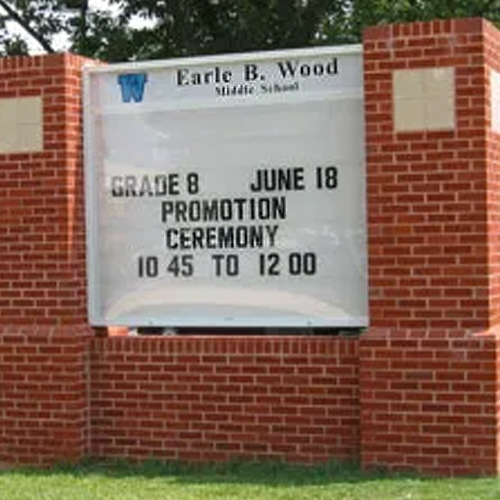 W Earle B. Wood
Middle School
GRADE 8 JUNE 18
PROMOTION
CEREMONY
10 45 TO 12 00